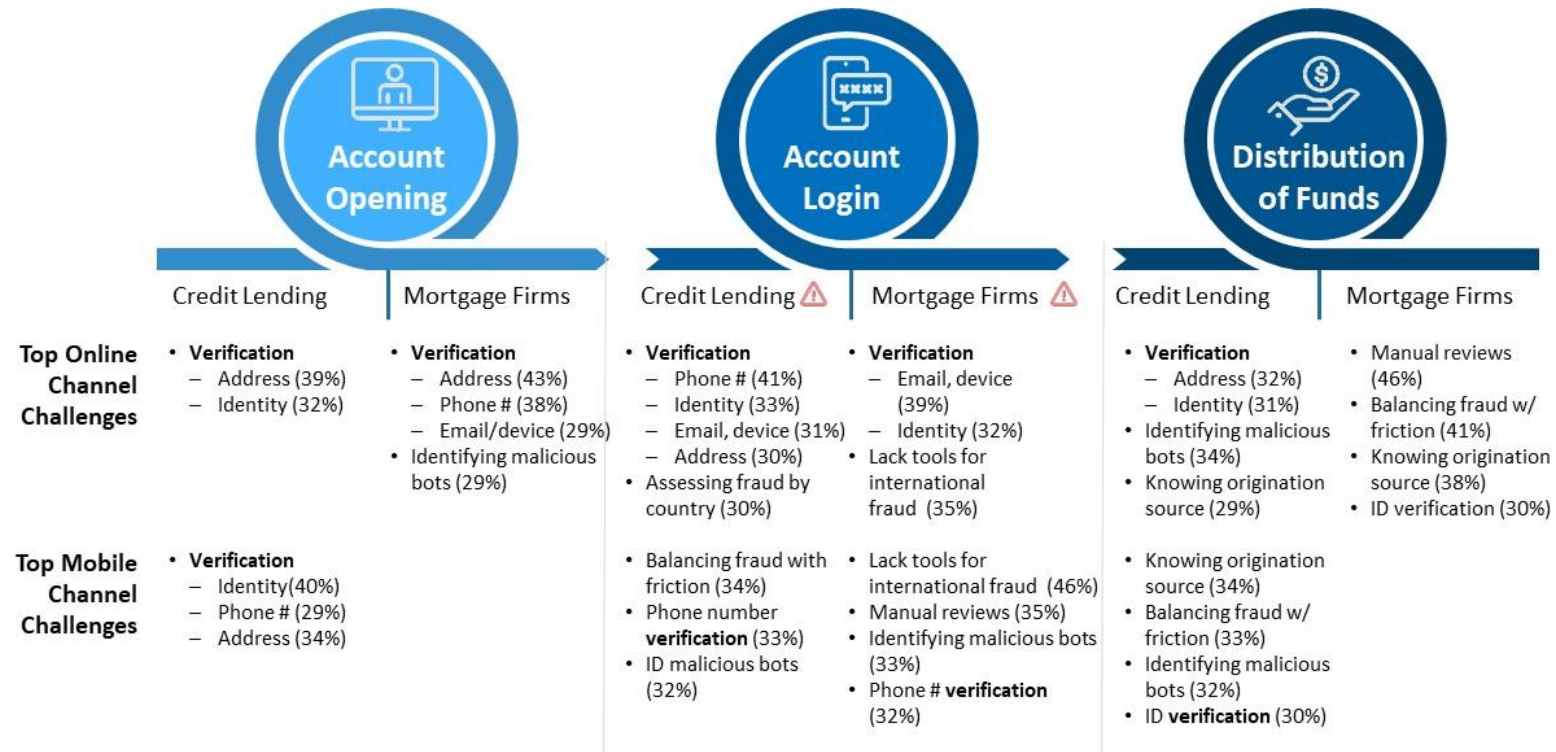 Account
Opening
Account
Login
xxxx
$
Distribution
of Funds
Credit Lending
Mortgage Firms
Credit Lending
Mortgage Firms
Credit Lending
Mortgage Firms
Top Online
Channel
Challenges
• Verification
– Address (39%)
– Identity (32%)
• Verification
– Address (43%)
– Phone # (38%)
– Email/device (29%)
• Identifying malicious
bots (29%)
• Verification
– Phone # (41%)
– Identity (33%)
– Email, device (31%)
– Address (30%)
• Assessing fraud by
country (30%)
• Verification
– Email, device
(39%)
– Identity (32%)
• Lack tools for
international
fraud (35%)
• Verification
– Address (32%)
– Identity (31%)
• Identifying malicious
bots (34%)
• Knowing origination
source (29%)
• Manual reviews
(46%)
• Balancing fraud w/
friction (41%)
• Knowing origination
source (38%)
• ID verification (30%)
Top Mobile
Channel
Challenges
• Verification
– Identity(40%)
– Phone # (29%)
– Address (34%)
• Balancing fraud with
friction (34%)
• Phone number
verification (33%)
• ID malicious bots
(32%)
• Lack tools for
international fraud (46%)
• Manual reviews (35%)
• Identifying malicious bots
(33%)
• Phone # verification
(32%)
• Knowing origination
source (34%)
• Balancing fraud w/
friction (33%)
• Identifying malicious
bots (32%)
• ID verification (30%)